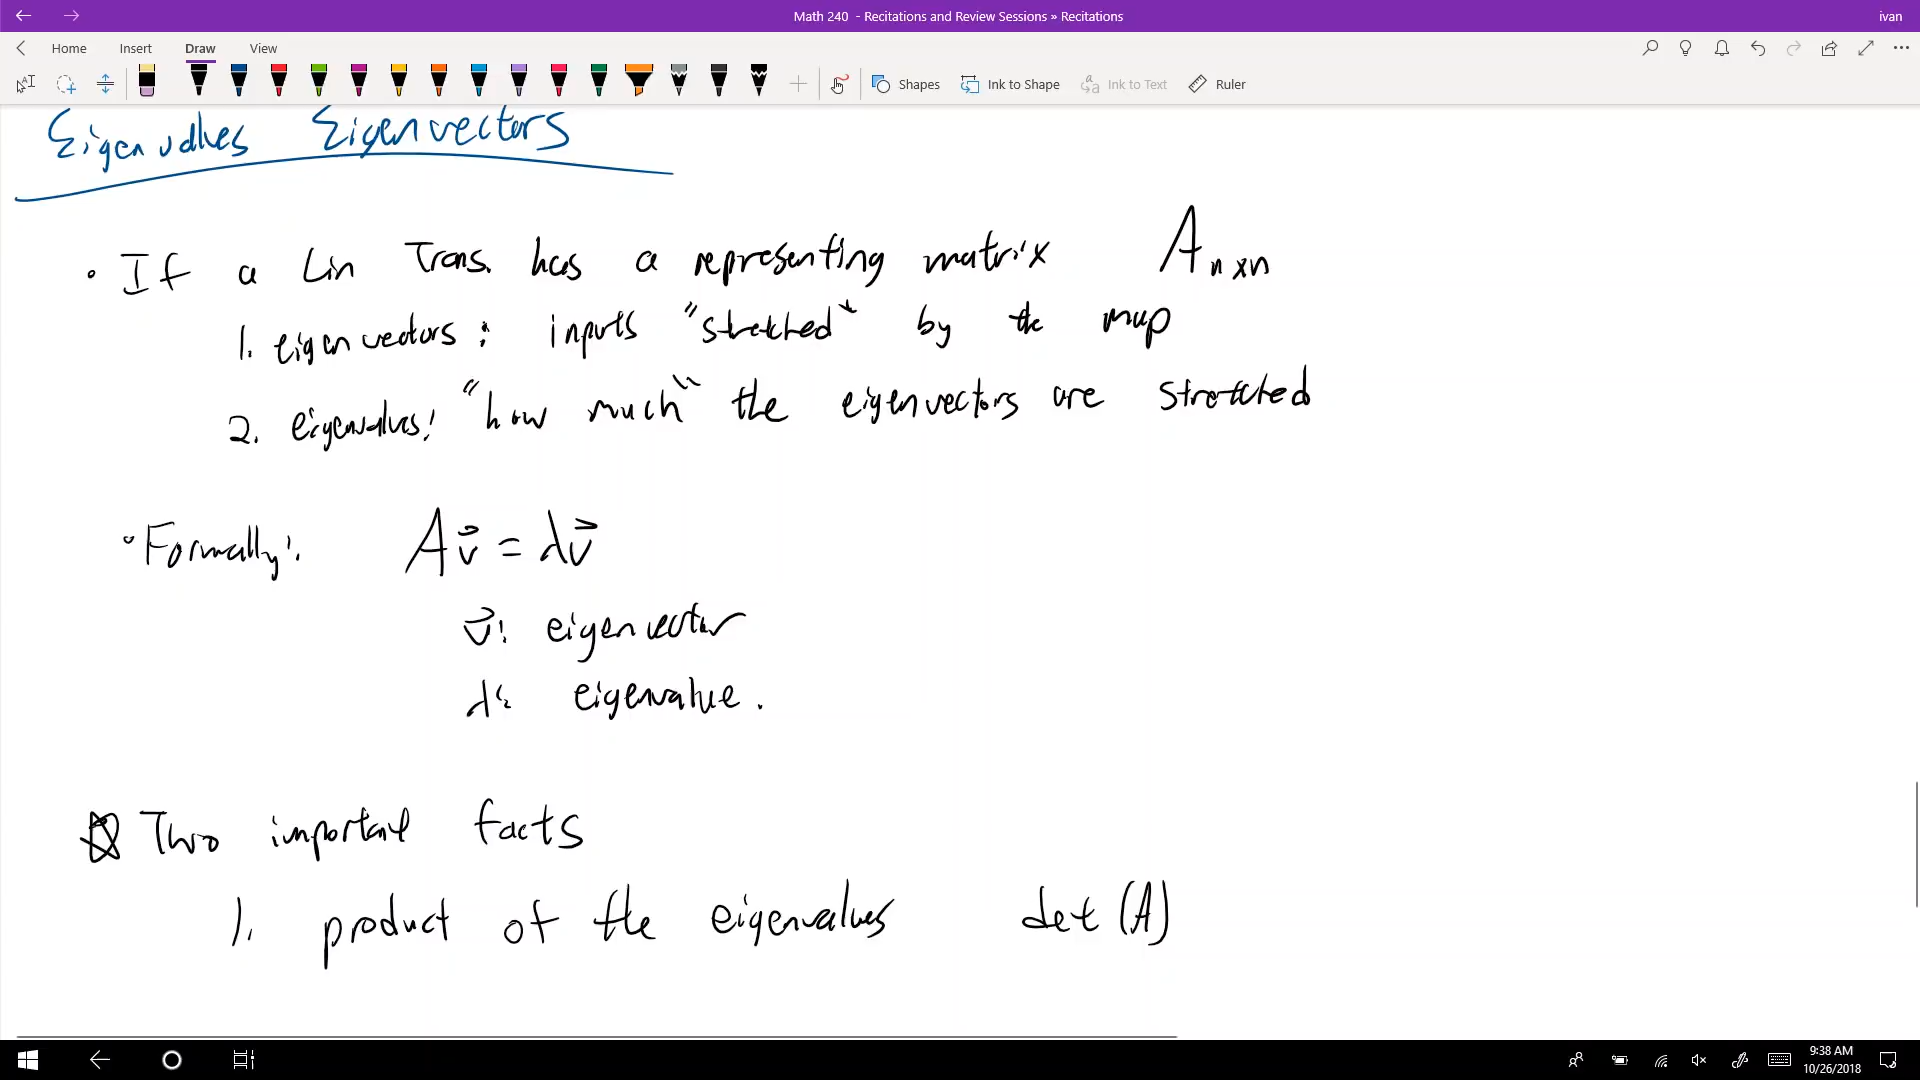 Math 240 - Recitations and Review Sessions » Recitations
ivan
Home Insert Draw View
Shapes Ink to Shape Ink to Text Ruler
Eigenvalues Eigenvectors
• If a Lin Trans. has a representing matrix A n×n
1. eigenvectors: inputs "stretched" by the map
2. eigenvalues: "how much" the eigenvectors are stretched
• Formally: Av⃗ = λv⃗
v⃗: eigenvector
λ: eigenvalue.
☆ Two important facts
1. product of the eigenvalues det (A)
9:38 AM
10/26/2018